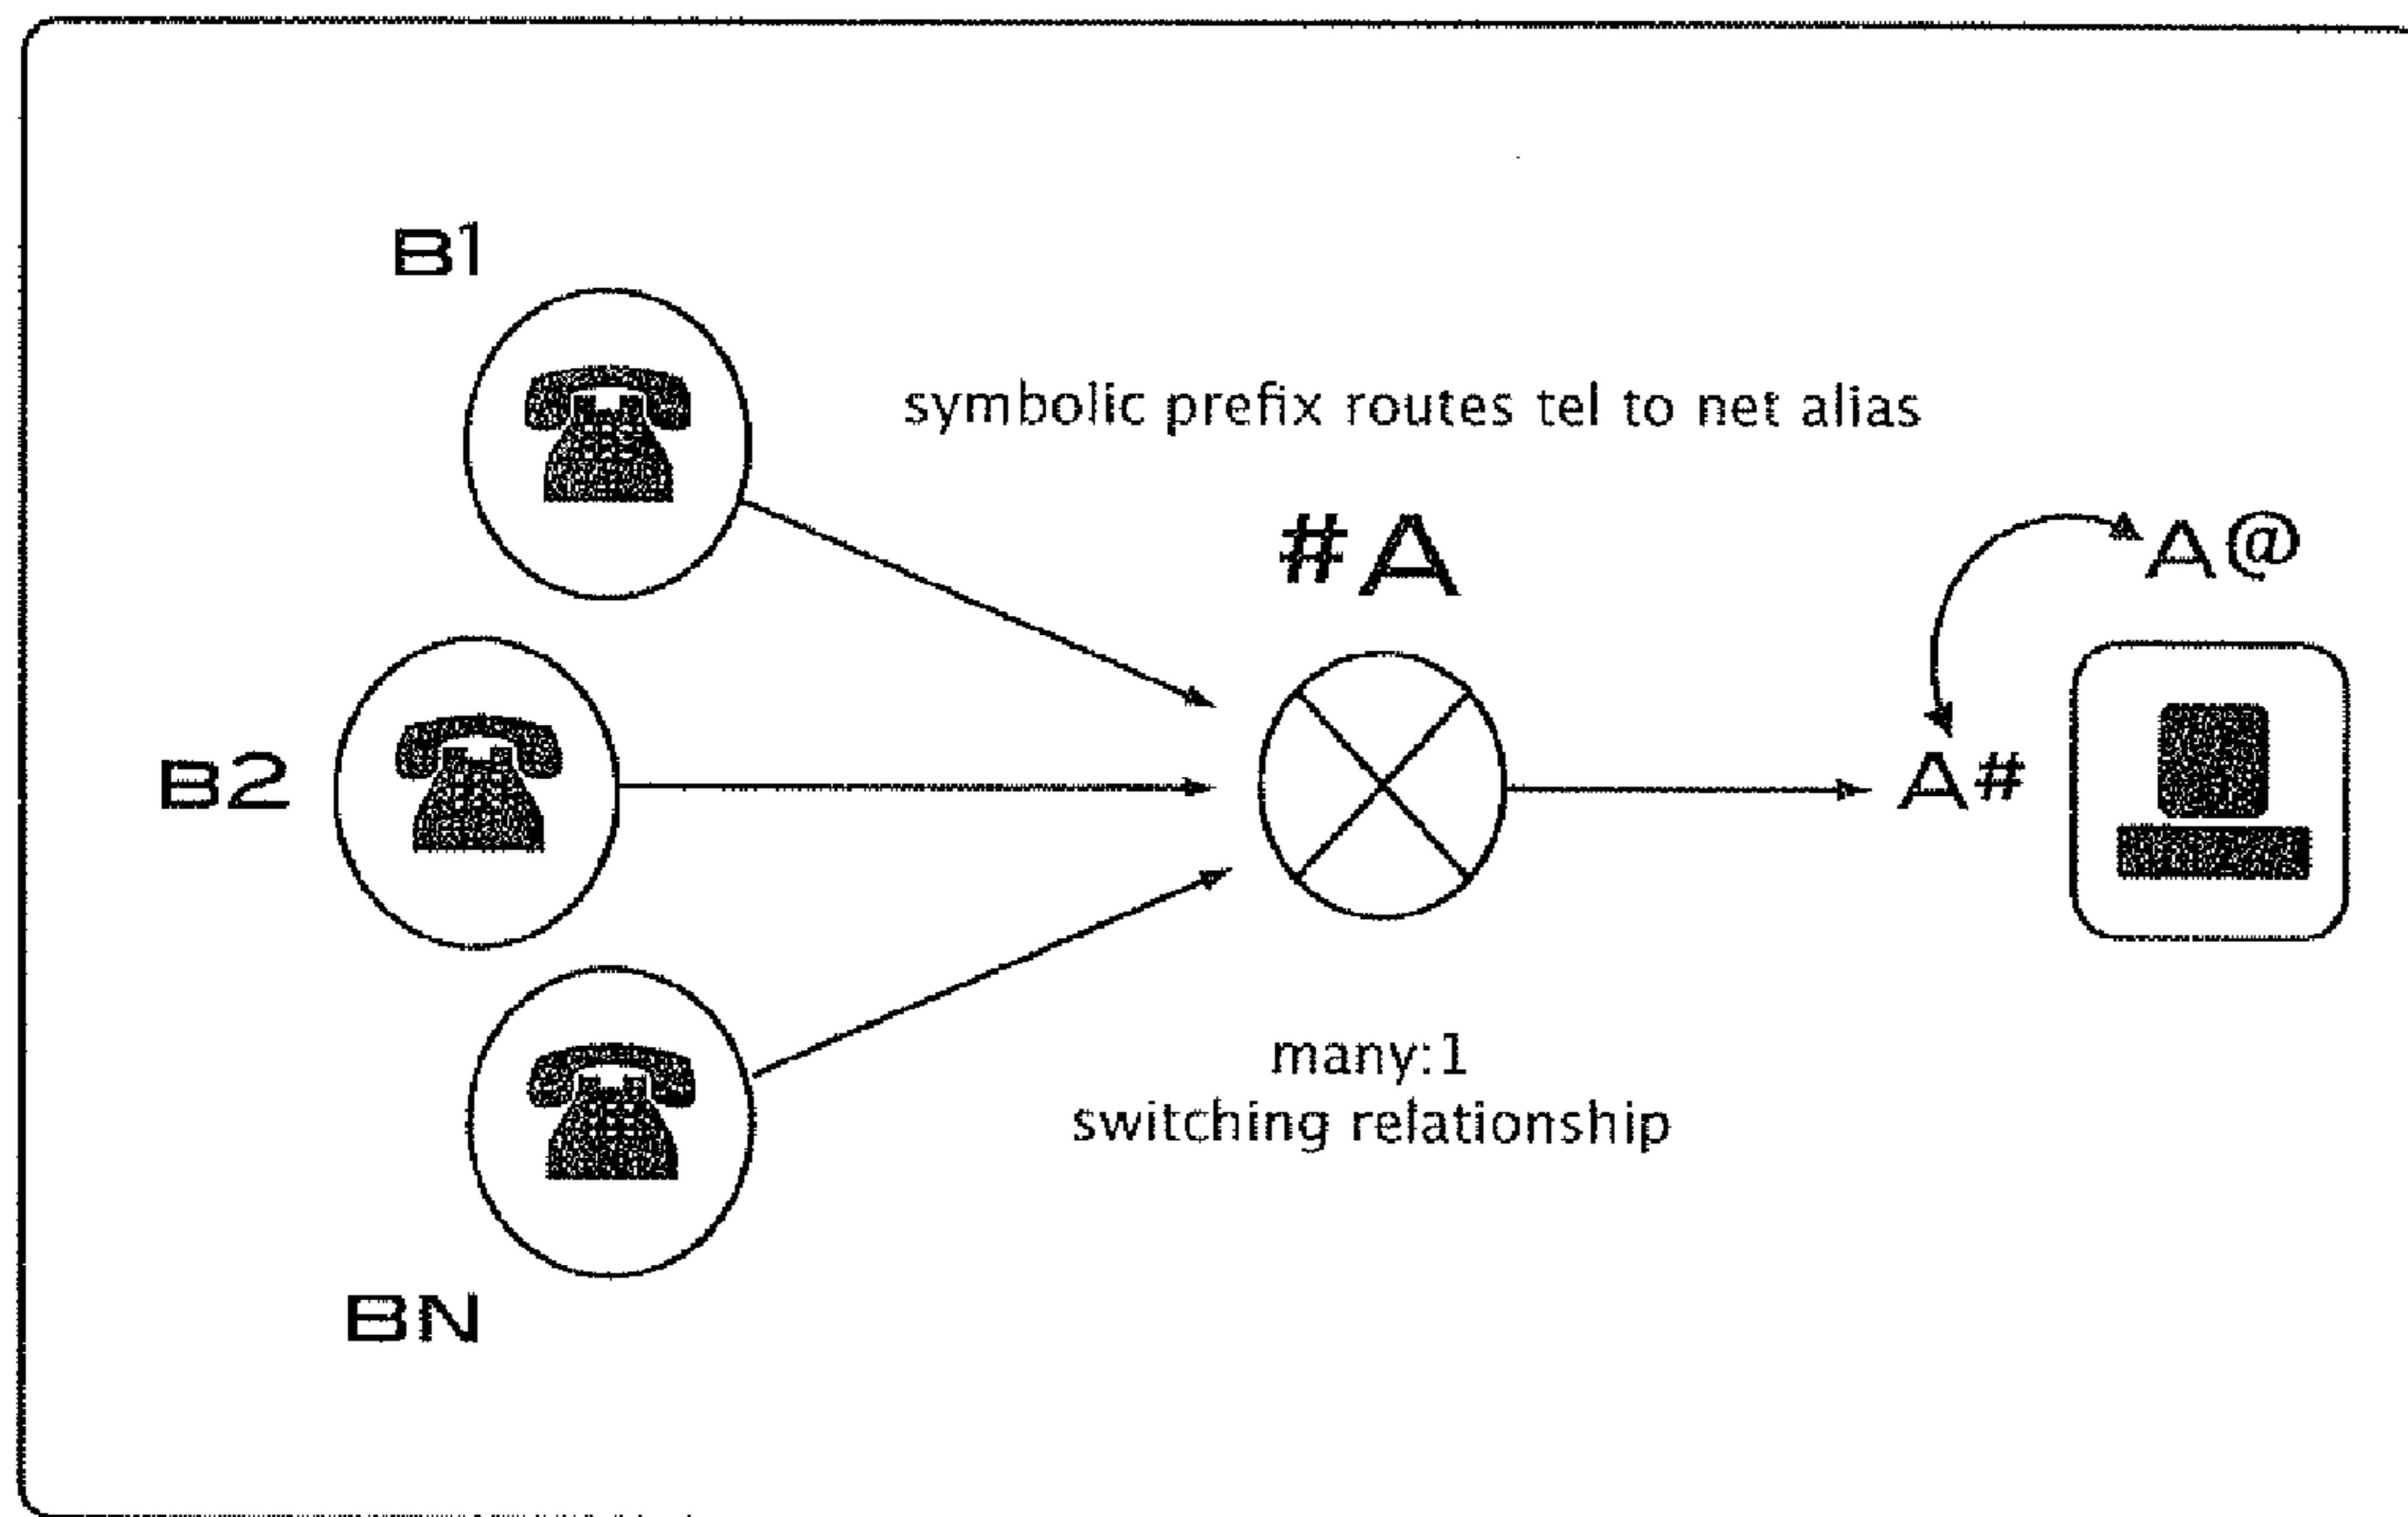 B1
symbolic prefix routes tel to net alias
#A
A@
B2
A#
many:1
switching relationship
BN